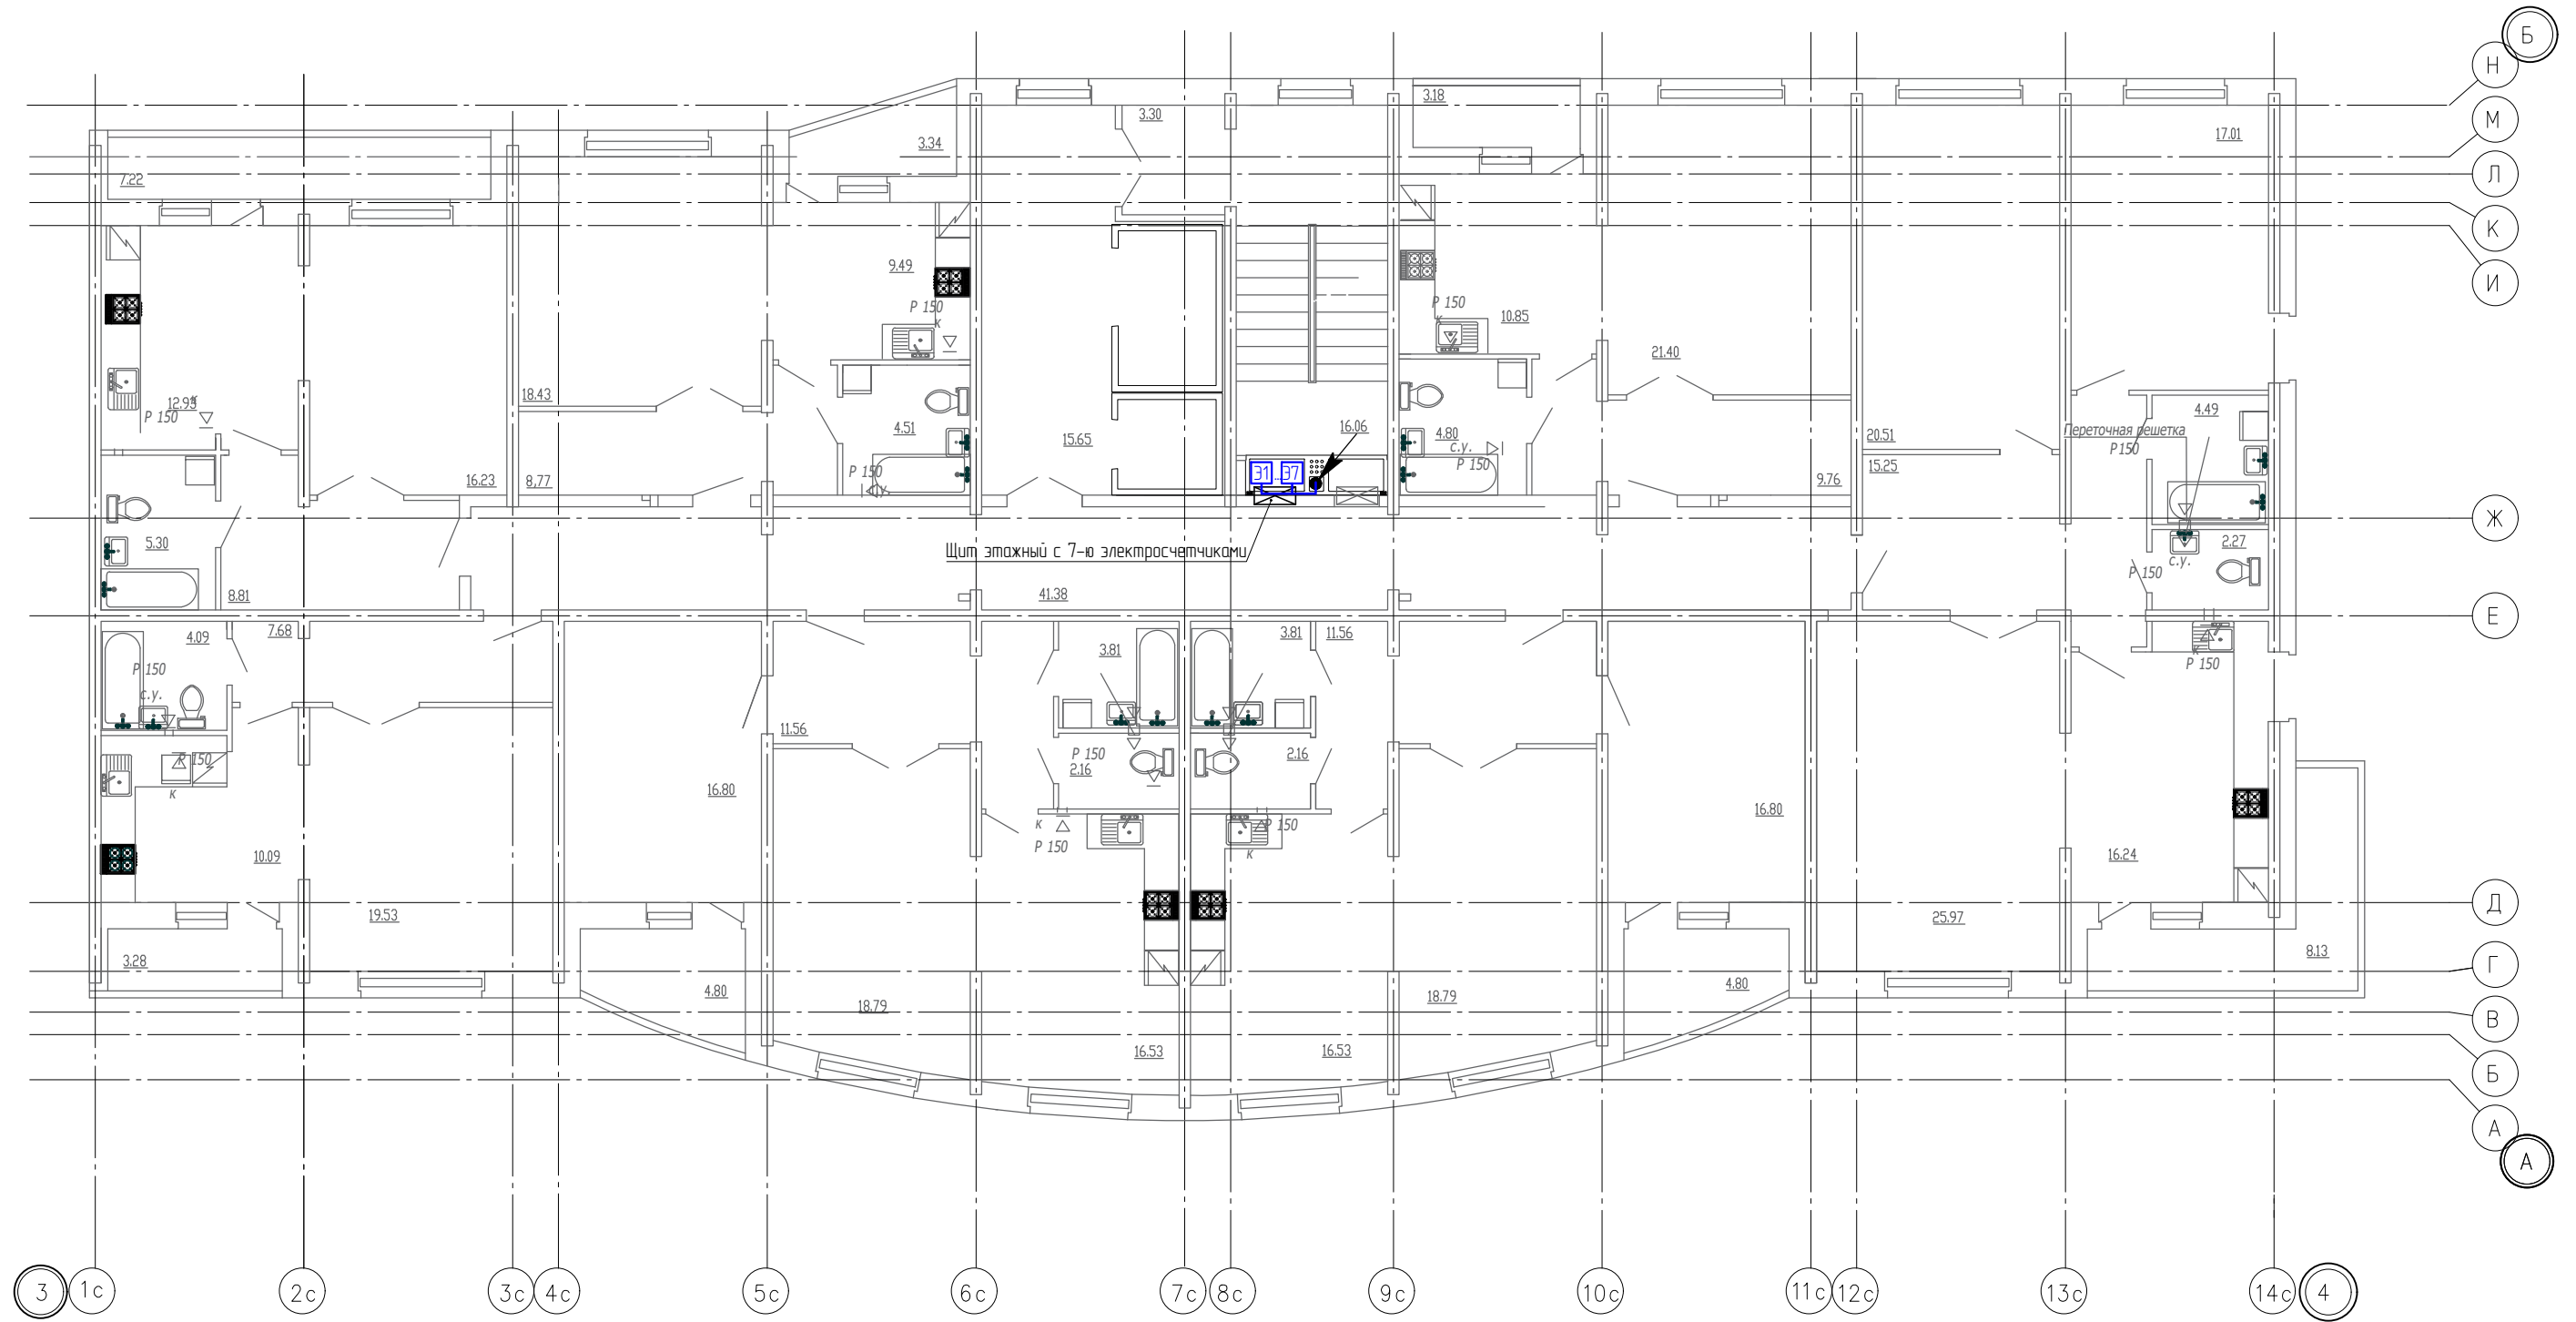 Б
Н
М
Л
К
И
Ж
Е
Д
Г
В
Б
А
А
3.18
3.30
3.34
17.01
7.22
9.49
Р 150
к
Р 150
к
10.85
21.40
18.43
12.93
к
Р 150
4.51
15.65
16.06
4.80
с.у.
Р 150
20.51
15.25
4.49
Переточная решетка
Р150
16.23
8,77
Р 150
с.у.
Э1
...
Э7
9.76
5.30
Щит этажный с 7-ю электросчетчиками
2.27
с.у.
Р 150
8.81
41.38
4.09
7.68
3.81
3.81
11.56
Р 150
с.у.
к
Р 150
11.56
Р 150
2.16
2.16
Р 150
к
16.80
16.80
к
Р 150
Р 150
к
10.09
16.24
19.53
25.97
3.28
8.13
4.80
4.80
18.79
18.79
16.53
16.53
3
1с
2с
3с
4с
5с
6с
7с
8с
9с
10с
11с
12с
13с
14с
4